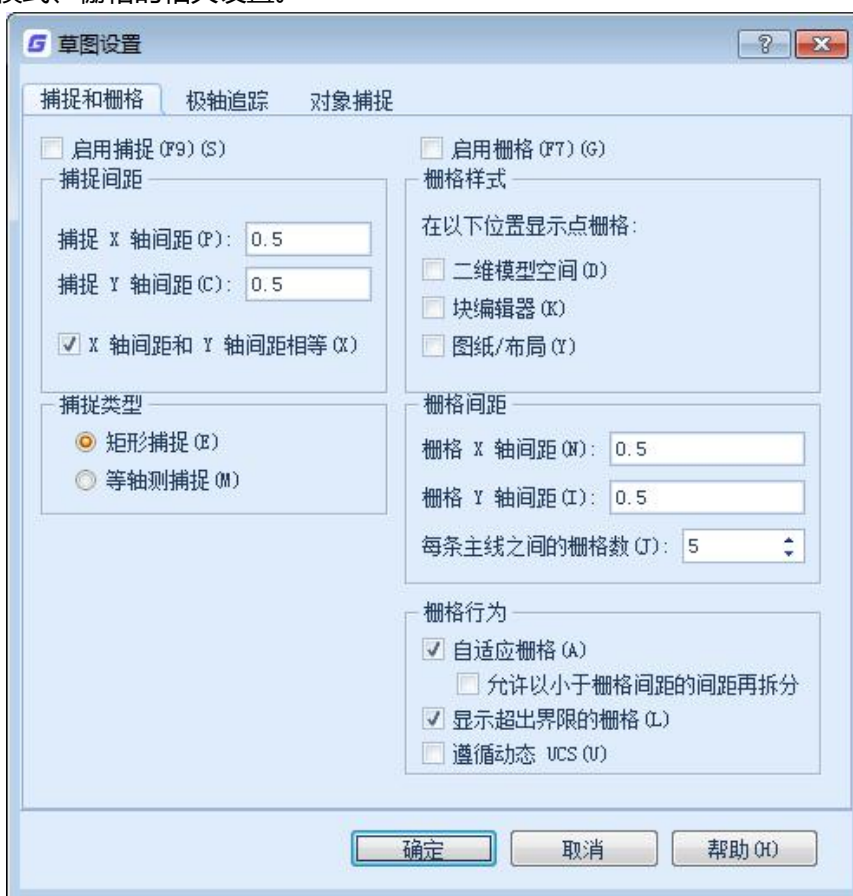 草图设置
捕捉和栅格 极轴追踪 对象捕捉
启用捕捉(F9)(S)
捕捉间距
捕捉 X 轴间距(P): 0.5
捕捉 Y 轴间距(C): 0.5
X 轴间距和 Y 轴间距相等(X)
捕捉类型
矩形捕捉(E)
等轴测捕捉(M)
启用栅格(F7)(G)
栅格样式
在以下位置显示点栅格:
二维模型空间(D)
块编辑器(K)
图纸/布局(Y)
栅格间距
栅格 X 轴间距(N): 0.5
栅格 Y 轴间距(I): 0.5
每条主线之间的栅格数(J): 5
栅格行为
自适应栅格(A)
允许以小于栅格间距的间距再拆分
显示超出界限的栅格(L)
遵循动态 UCS(U)
确定 取消 帮助(H)